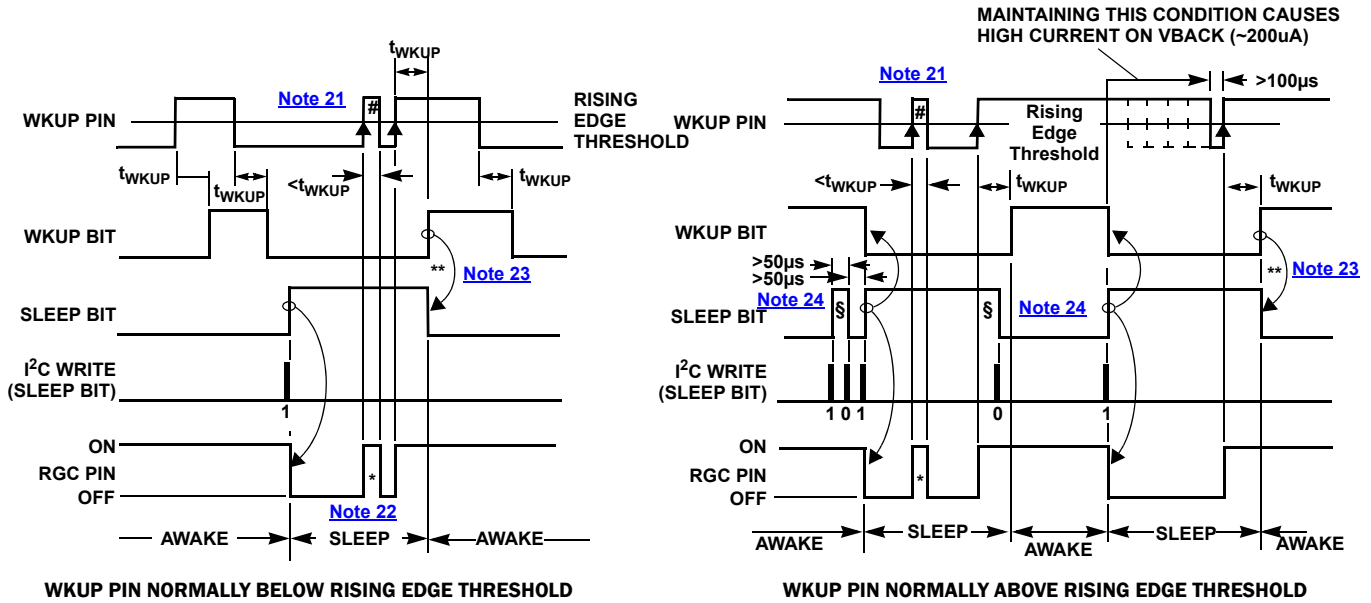 tWKUP
Note 21
#
RISING
EDGE
THRESHOLD
WKUP PIN
tWKUP
tWKUP
<tWKUP
tWKUP
WKUP BIT
**
Note 23
SLEEP BIT
I2C WRITE
(SLEEP BIT)
1
ON
RGC PIN
OFF
*
Note 22
AWAKE
SLEEP
AWAKE
WKUP PIN NORMALLY BELOW RISING EDGE THRESHOLD
MAINTAINING THIS CONDITION CAUSES
HIGH CURRENT ON VBACK (~200uA)
Note 21
>100µs
#
WKUP PIN
Rising
Edge
Threshold
<tWKUP
tWKUP
tWKUP
WKUP BIT
>50µs
>50µs
** Note 23
Note 24
§
§
Note 24
SLEEP BIT
I2C WRITE
(SLEEP BIT)
1 0 1
0
1
ON
RGC PIN
OFF
*
AWAKE
SLEEP
AWAKE
SLEEP
AWAKE
WKUP PIN NORMALLY ABOVE RISING EDGE THRESHOLD